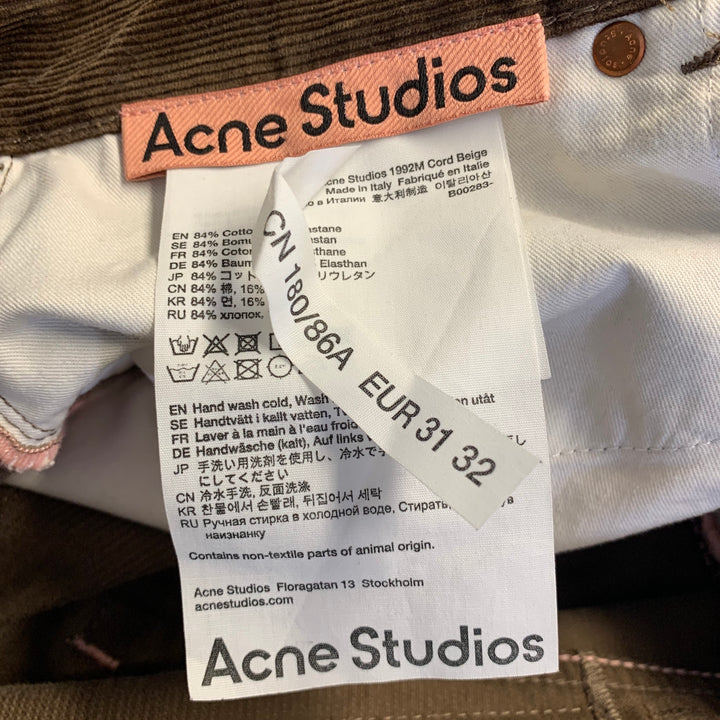 Acne Studios
Acne Studios 1992M Cord Beige
Made in Italy Fabriqué en Italie
в Италии 意大利制造 이탈리아산
B00283-
EN 84% Cotto stane
SE 84% Bomu stan
FR 84% Coton thane
DE 84% Baum Elasthan
JP 84% コット リウレタン
CN 84% 棉, 16%
KR 84% 면, 16%
RU 84% хлопок,
CN 180/86A EUR 31 32
EN Hand wash cold, Wash
SE Handtvätt i kallt vatten, utåt
FR Laver à la main à l'eau froi
DE Handwäsche (kalt), Auf links
JP 手洗い用洗剤を使用し、冷水で
にしてください
CN 冷水手洗, 反面洗涤
KR 찬물에서 손빨래, 뒤집어서 세탁
RU Ручная стирка в холодной воде, Стирать
наизнанку
Contains non-textile parts of animal origin.
Acne Studios Floragatan 13 Stockholm
acnestudios.com
Acne Studios